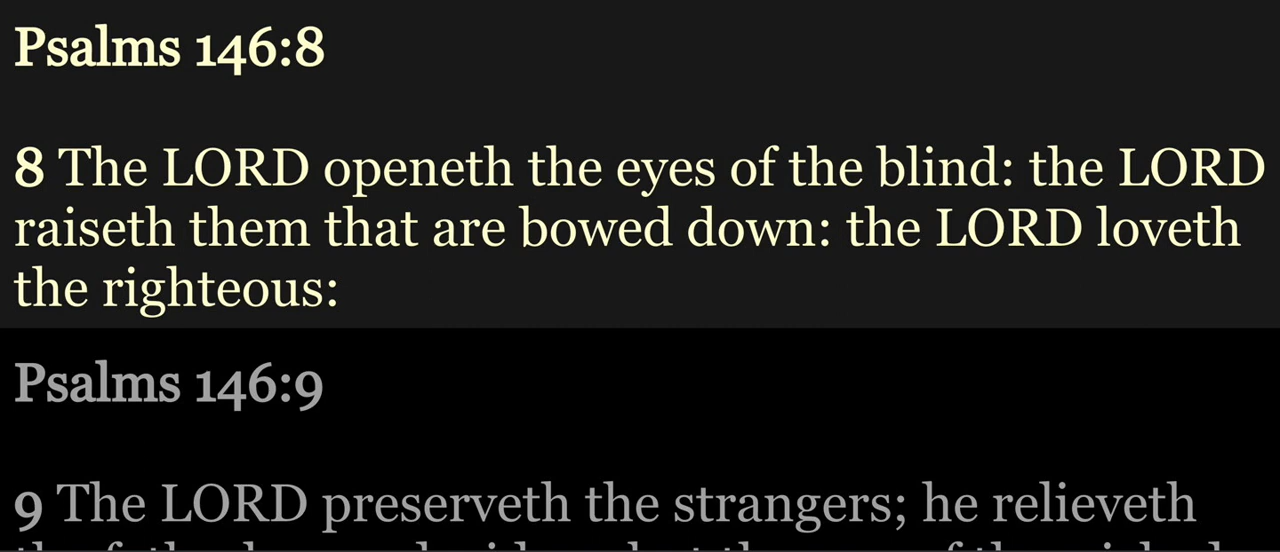 Psalms 146:8
8 The LORD openeth the eyes of the blind: the LORD
raiseth them that are bowed down: the LORD loveth
the righteous:
Psalms 146:9
9 The LORD preserveth the strangers; he relieveth